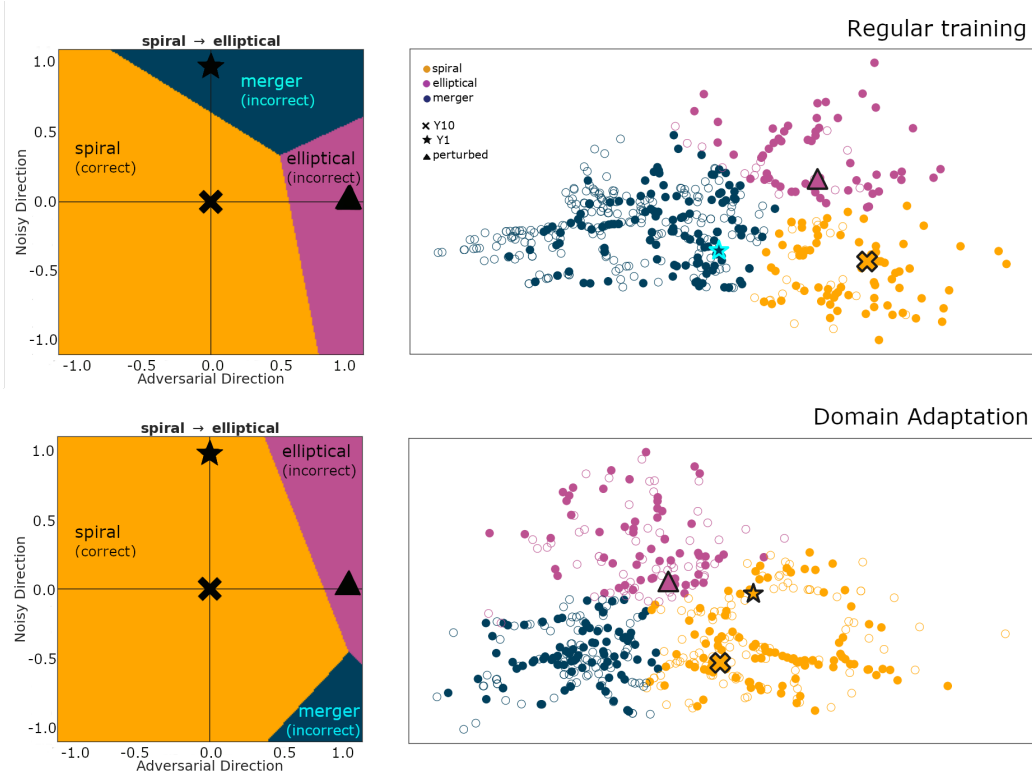 Regular training
spiral → elliptical
1.0
0.5
0.0
-0.5
-1.0
Noisy Direction
merger
(incorrect)
spiral
(correct)
elliptical
(incorrect)
-1.0 -0.5 0.0 0.5 1.0
Adversarial Direction
spiral
elliptical
merger
Y10
Y1
perturbed
Domain Adaptation
spiral → elliptical
1.0
0.5
0.0
-0.5
-1.0
Noisy Direction
elliptical
(incorrect)
spiral
(correct)
merger
(incorrect)
-1.0 -0.5 0.0 0.5 1.0
Adversarial Direction